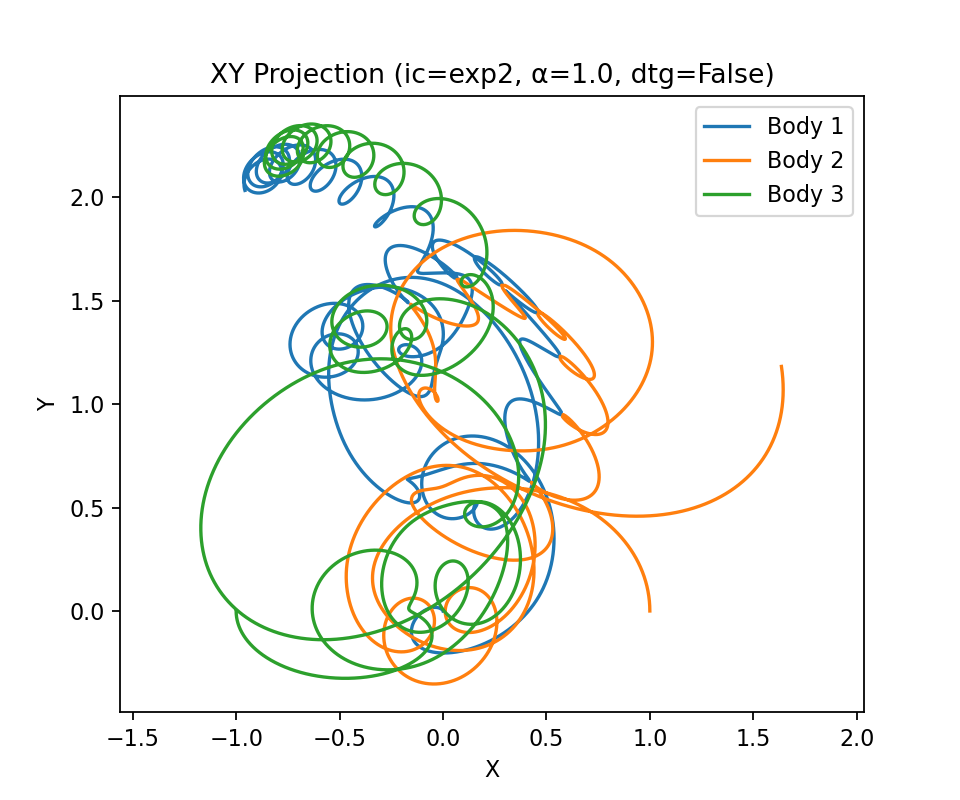 XY Projection (ic=exp2, α=1.0, dtg=False)
Body 1
Body 2
Body 3
Y
2.0
1.5
1.0
0.5
0.0
−1.5 −1.0 −0.5 0.0 0.5 1.0 1.5 2.0
X